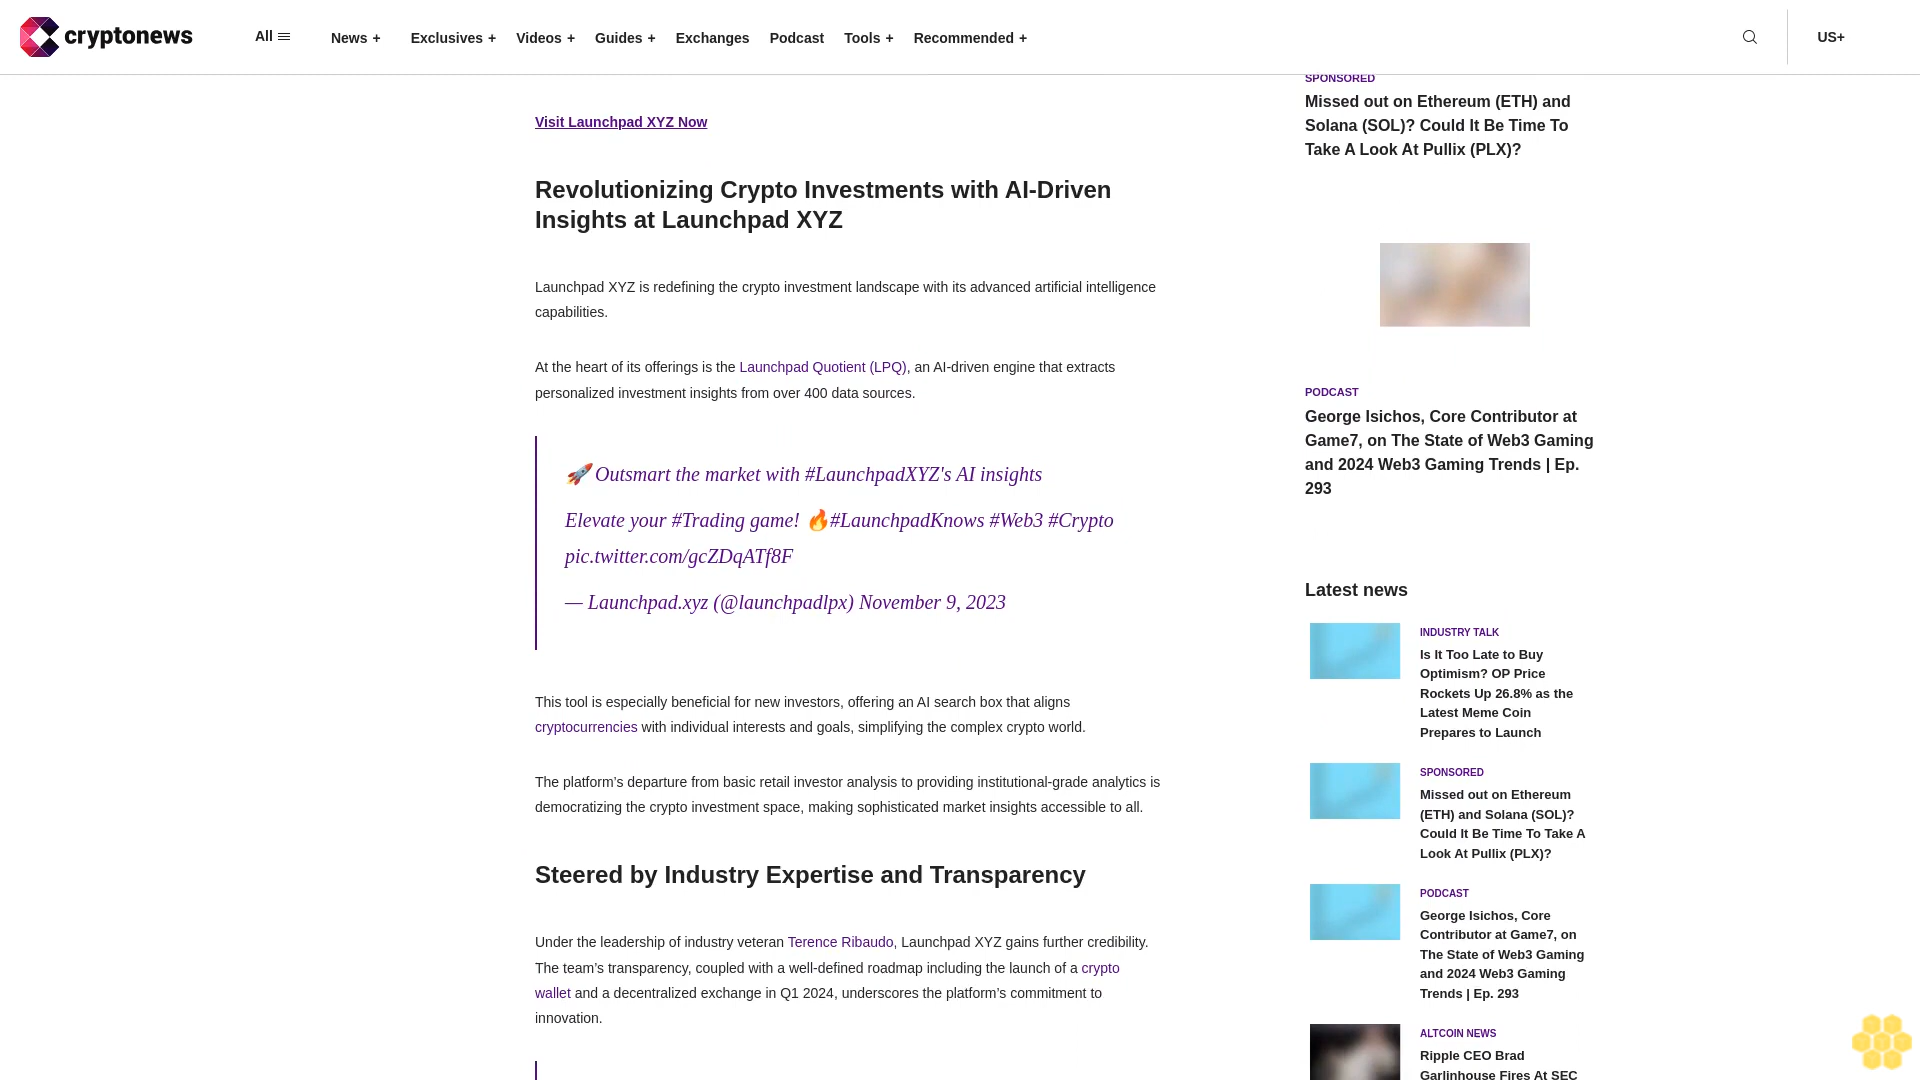 cryptonews
All
News +
Exclusives +
Videos +
Guides +
Exchanges
Podcast
Tools +
Recommended +
US+
Visit Launchpad XYZ Now
Revolutionizing Crypto Investments with AI-Driven
Insights at Launchpad XYZ
Launchpad XYZ is redefining the crypto investment landscape with its advanced artificial intelligence
capabilities.
At the heart of its offerings is the Launchpad Quotient (LPQ), an AI-driven engine that extracts
personalized investment insights from over 400 data sources.
🚀 Outsmart the market with #LaunchpadXYZ's AI insights
Elevate your #Trading game! 🔥#LaunchpadKnows #Web3 #Crypto
pic.twitter.com/gcZDqATf8F
— Launchpad.xyz (@launchpadlpx) November 9, 2023
This tool is especially beneficial for new investors, offering an AI search box that aligns
cryptocurrencies with individual interests and goals, simplifying the complex crypto world.
The platform’s departure from basic retail investor analysis to providing institutional-grade analytics is
democratizing the crypto investment space, making sophisticated market insights accessible to all.
Steered by Industry Expertise and Transparency
Under the leadership of industry veteran Terence Ribaudo, Launchpad XYZ gains further credibility.
The team’s transparency, coupled with a well-defined roadmap including the launch of a crypto
wallet and a decentralized exchange in Q1 2024, underscores the platform’s commitment to
innovation.
SPONSORED
Missed out on Ethereum (ETH) and
Solana (SOL)? Could It Be Time To
Take A Look At Pullix (PLX)?
PODCAST
George Isichos, Core Contributor at
Game7, on The State of Web3 Gaming
and 2024 Web3 Gaming Trends | Ep.
293
Latest news
INDUSTRY TALK
Is It Too Late to Buy
Optimism? OP Price
Rockets Up 26.8% as the
Latest Meme Coin
Prepares to Launch
SPONSORED
Missed out on Ethereum
(ETH) and Solana (SOL)?
Could It Be Time To Take A
Look At Pullix (PLX)?
PODCAST
George Isichos, Core
Contributor at Game7, on
The State of Web3 Gaming
and 2024 Web3 Gaming
Trends | Ep. 293
ALTCOIN NEWS
Ripple CEO Brad
Garlinhouse Fires At SEC